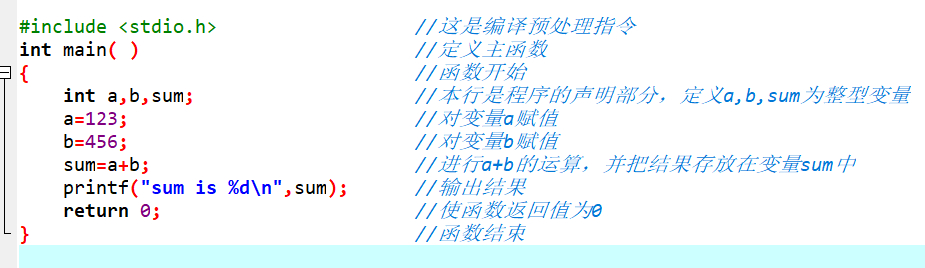 #include <stdio.h> //这是编译预处理指令
int main( ) //定义主函数
{ //函数开始
int a,b,sum; //本行是程序的声明部分，定义a,b,sum为整型变量
a=123; //对变量a赋值
b=456; //对变量b赋值
sum=a+b; //进行a+b的运算，并把结果存放在变量sum中
printf("sum is %d\n",sum); //输出结果
return 0; //使函数返回值为0
} //函数结束